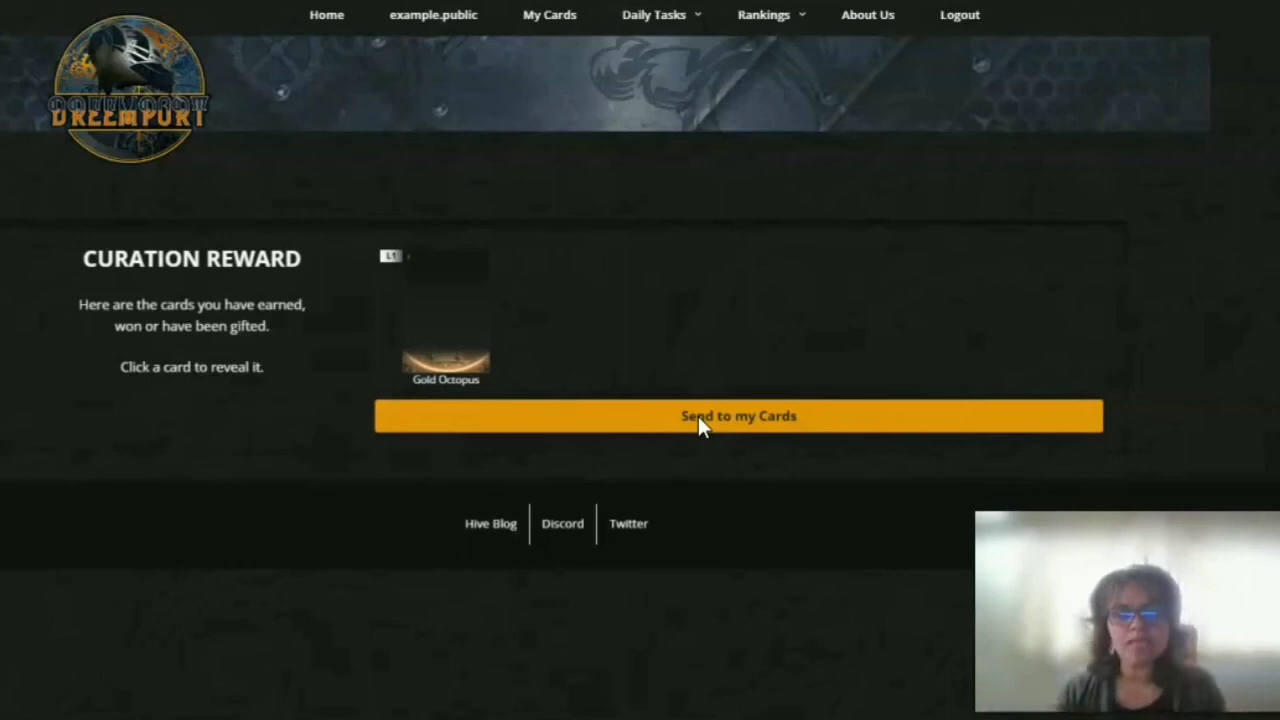 Home example.public My Cards Daily Tasks Rankings About Us Logout
DREEMPORT
CURATION REWARD
Here are the cards you have earned,
won or have been gifted.
Click a card to reveal it.
L1
Gold Octopus
Send to my Cards
Hive Blog Discord Twitter